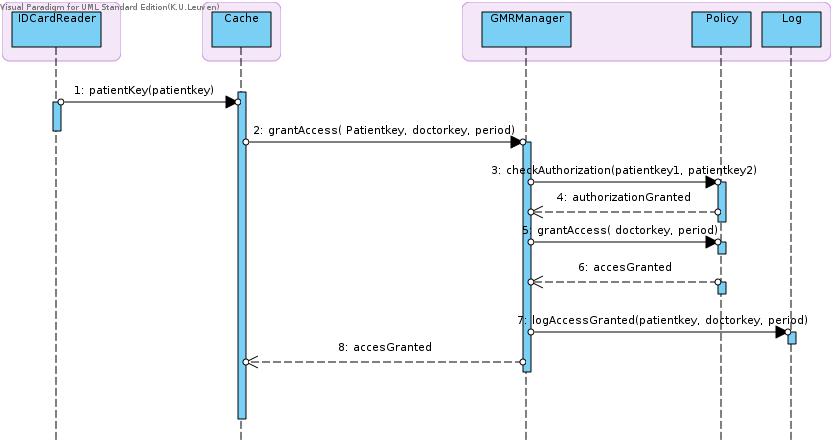 Visual Paradigm for UML Standard Edition(K.U.Leuven)
IDCardReader
Cache
GMRManager
Policy
Log
1: patientKey(patientkey)
2: grantAccess( Patientkey, doctorkey, period)
3: checkAuthorization(patientkey1, patientkey2)
4: authorizationGranted
5: grantAccess( doctorkey, period)
6: accesGranted
7: logAccessGranted(patientkey, doctorkey, period)
8: accesGranted